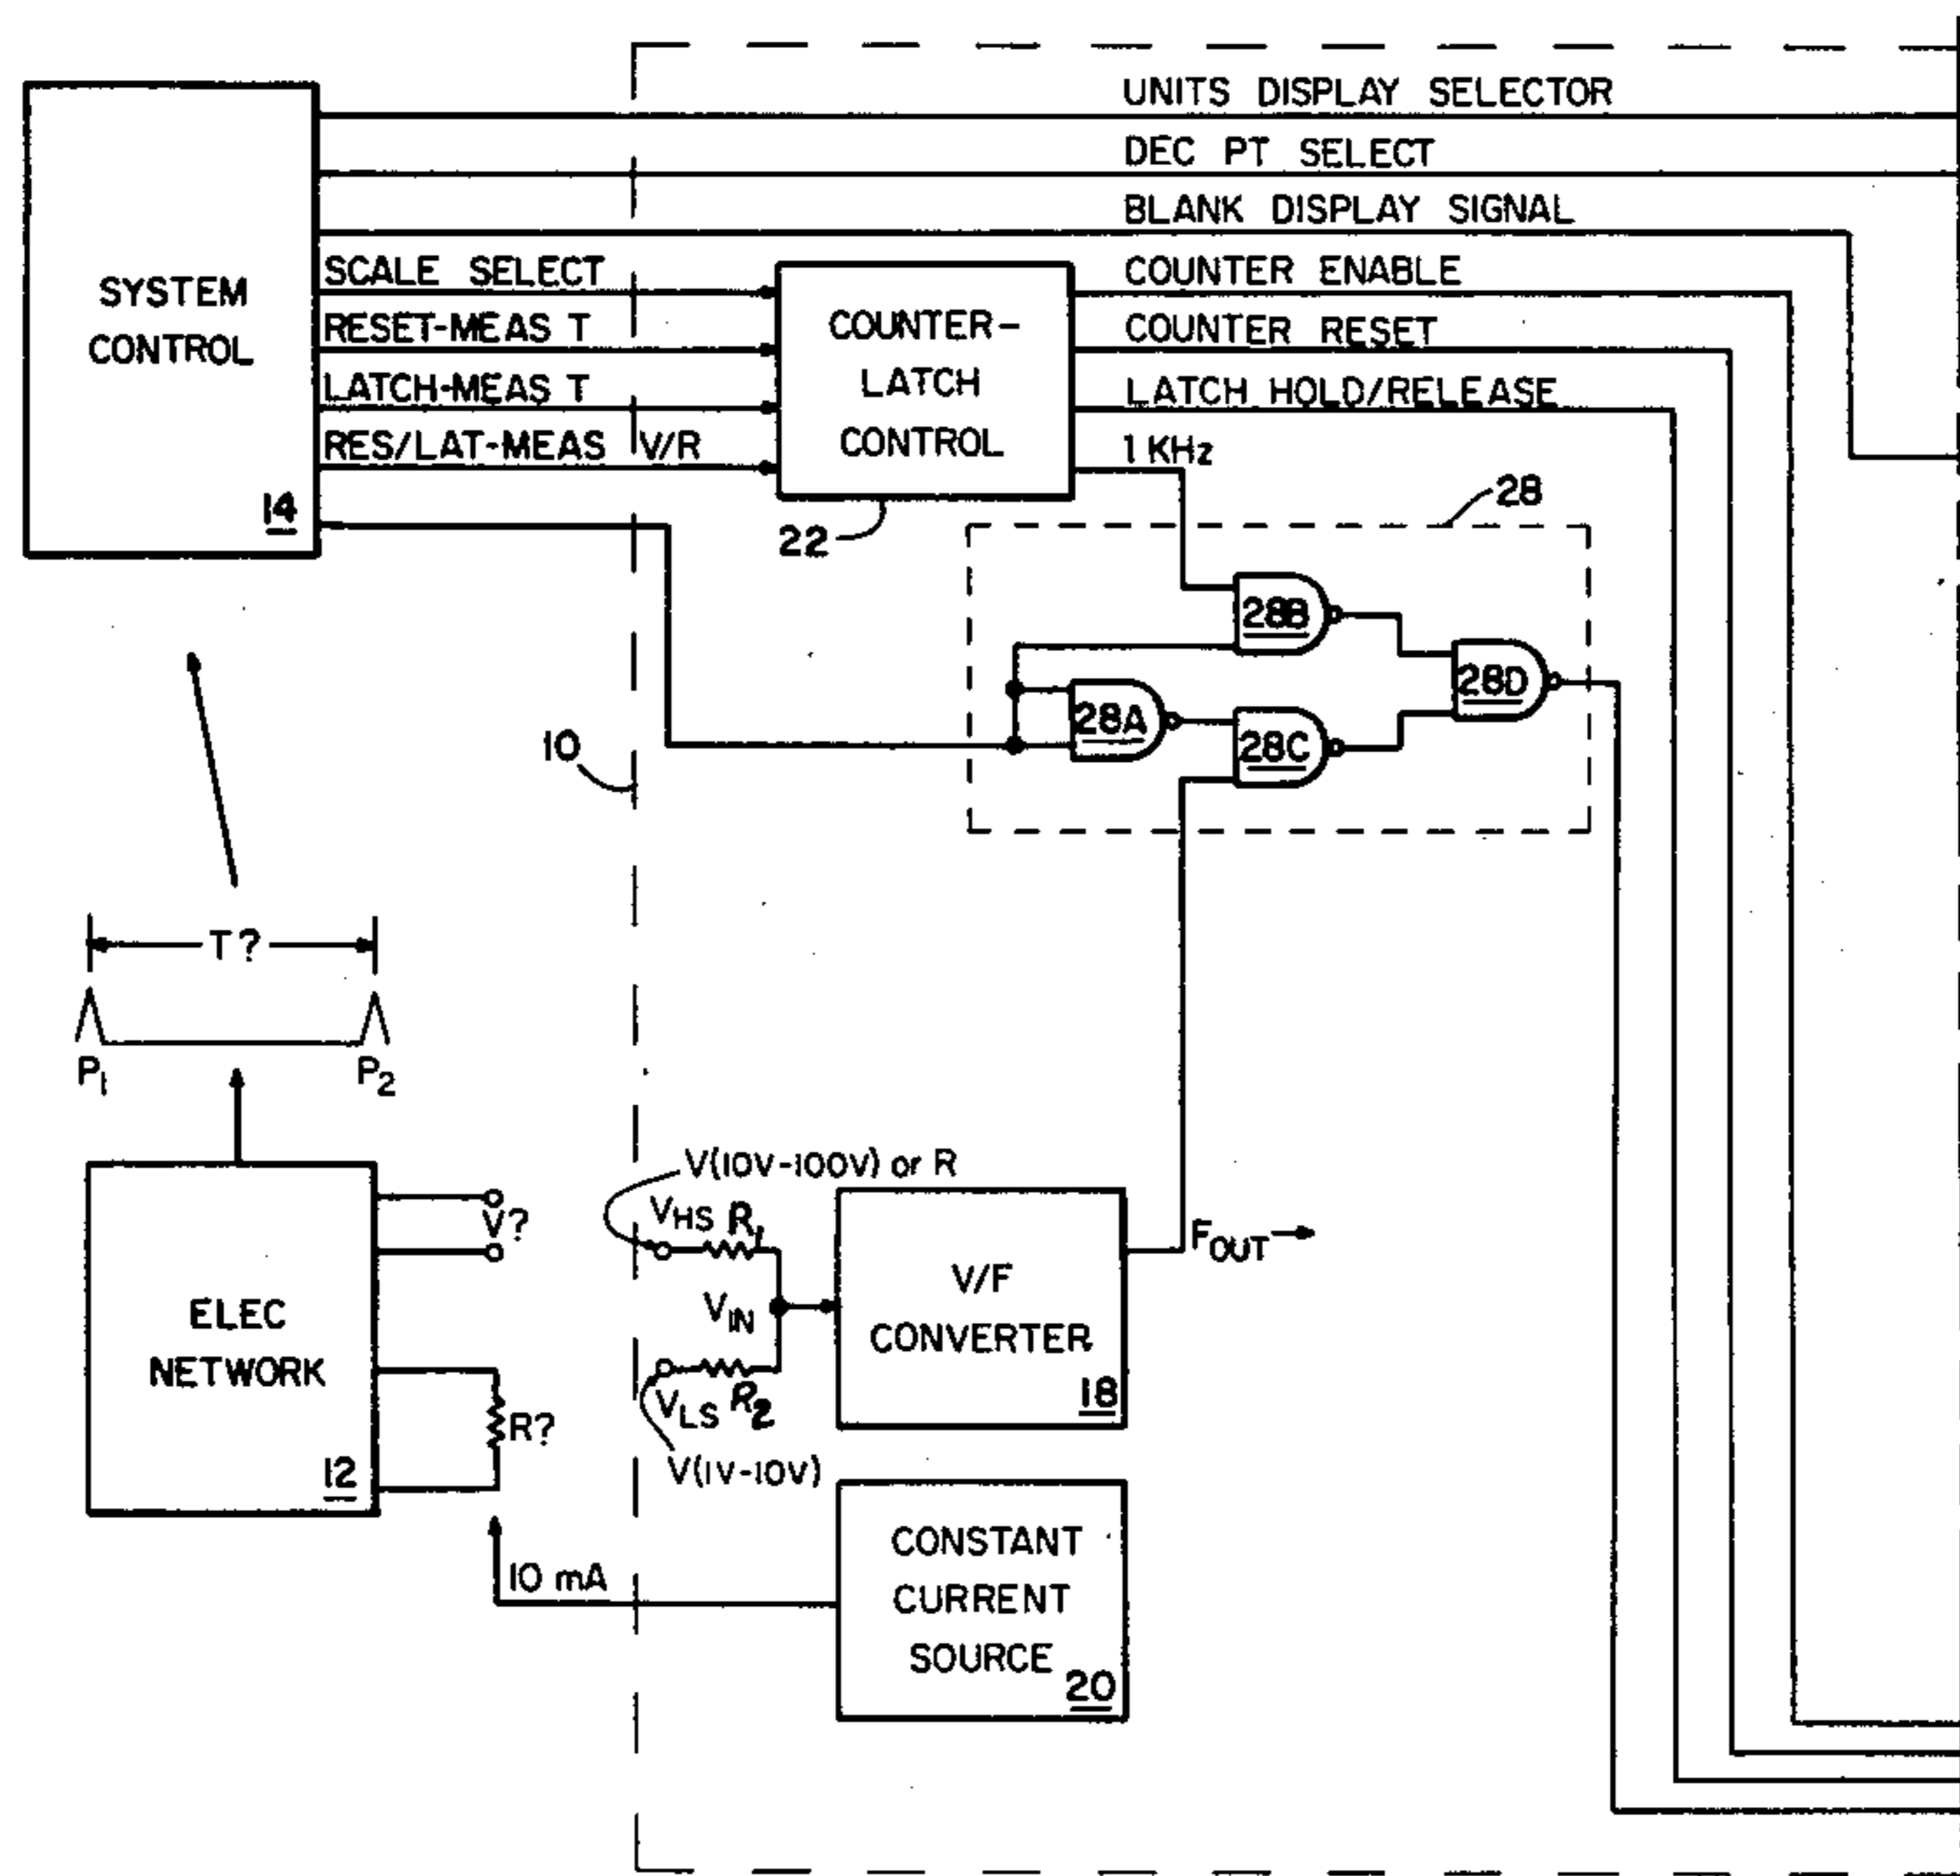 UNITS DISPLAY SELECTOR
DEC PT SELECT
BLANK DISPLAY SIGNAL
SYSTEM
CONTROL
14
SCALE SELECT
RESET-MEAS T
LATCH-MEAS T
RES/LAT-MEAS V/R
COUNTER-
LATCH
CONTROL
22
COUNTER ENABLE
COUNTER RESET
LATCH HOLD/RELEASE
1 KHz
28
28B
28A
28C
28D
10
T?
P1
P2
V(10V-100V) or R
V?
VHS R1
VIN
VLS R2
V(1V-10V)
ELEC
NETWORK
12
R?
V/F
CONVERTER
18
FOUT
10 mA
CONSTANT
CURRENT
SOURCE
20